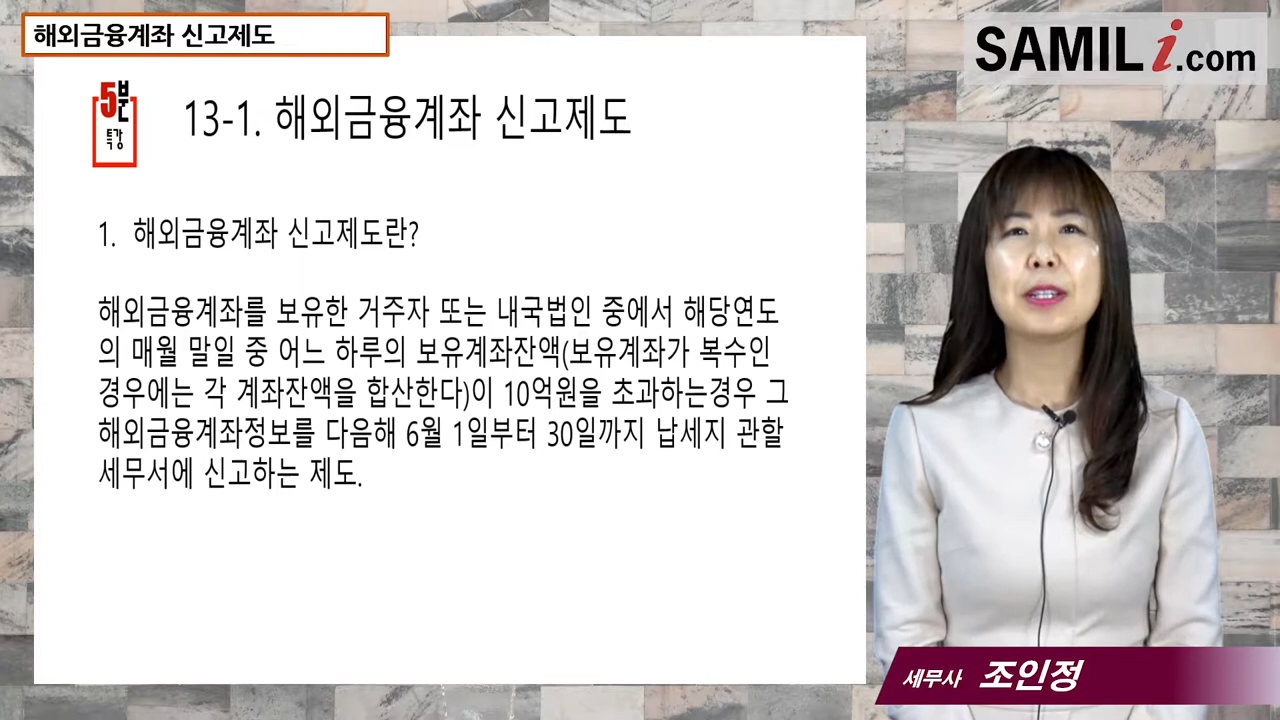 해외금융계좌 신고제도
SAMILi.com
5분
특강
13-1. 해외금융계좌 신고제도
1. 해외금융계좌 신고제도란?
해외금융계좌를 보유한 거주자 또는 내국법인 중에서 해당연도
의 매월 말일 중 어느 하루의 보유계좌잔액(보유계좌가 복수인
경우에는 각 계좌잔액을 합산한다)이 10억원을 초과하는경우 그
해외금융계좌정보를 다음해 6월 1일부터 30일까지 납세지 관할
세무서에 신고하는 제도.
세무사 조인정